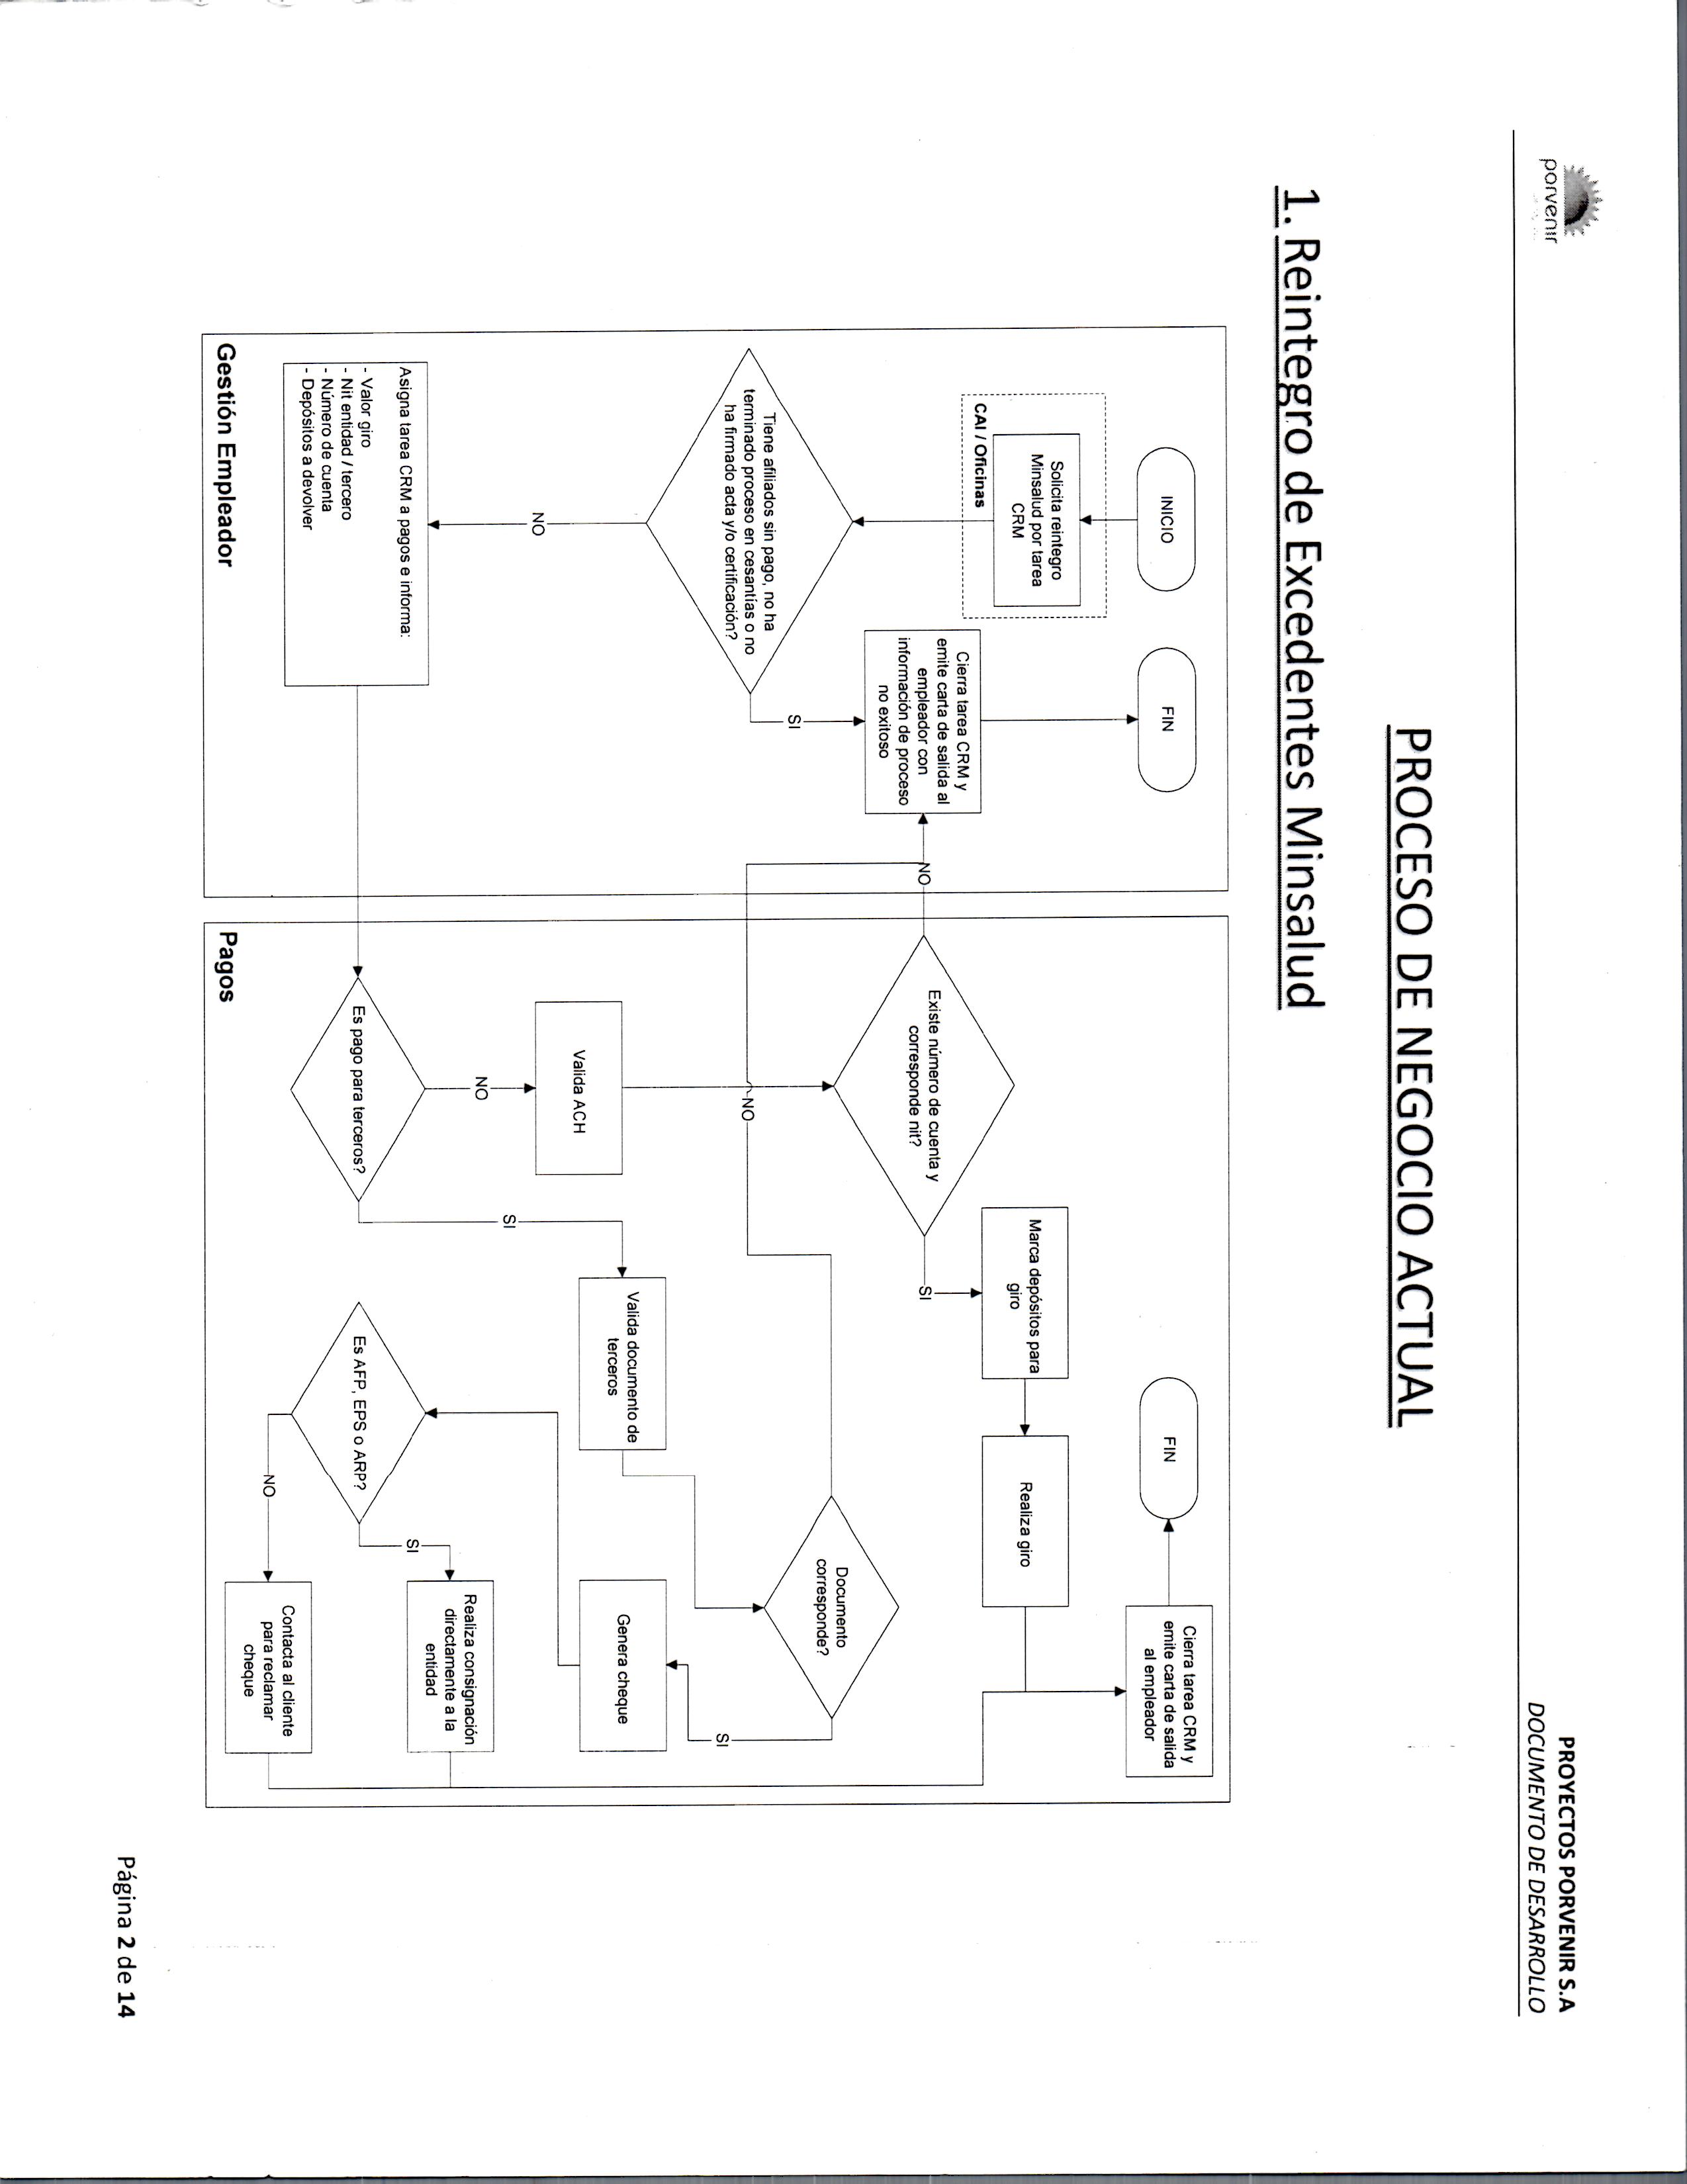 porvenir
PROYECTOS PORVENIR S.A
DOCUMENTO DE DESARROLLO
PROCESO DE NEGOCIO ACTUAL
1. Reintegro de Excedentes Minsalud
INICIO
FIN
Solicita reintegro
Minsalud por tarea
CRM
CAI / Oficinas
Cierra tarea CRM y
emite carta de salida al
empleador con
información de proceso
no exitoso
SI
Tiene afiliados sin pago, no ha
terminado proceso en cesantías o no
ha firmado acta y/o certificación?
NO
Asigna tarea CRM a pagos e informa:
- Valor giro
- Nit entidad / tercero
- Número de cuenta
- Depósitos a devolver
Gestión Empleador
FIN
Cierra tarea CRM y
emite carta de salida
al empleador
Marca depósitos para
giro
Realiza giro
Existe número de cuenta y
corresponde nit?
NO
SI
Documento
corresponde?
NO
SI
Valida documento de
terceros
Genera cheque
Valida ACH
NO
SI
Es pago para terceros?
Realiza consignación
directamente a la
entidad
SI
Es AFP, EPS o ARP?
NO
Contacta al cliente
para reclamar
cheque
Pagos
Página 2 de 14